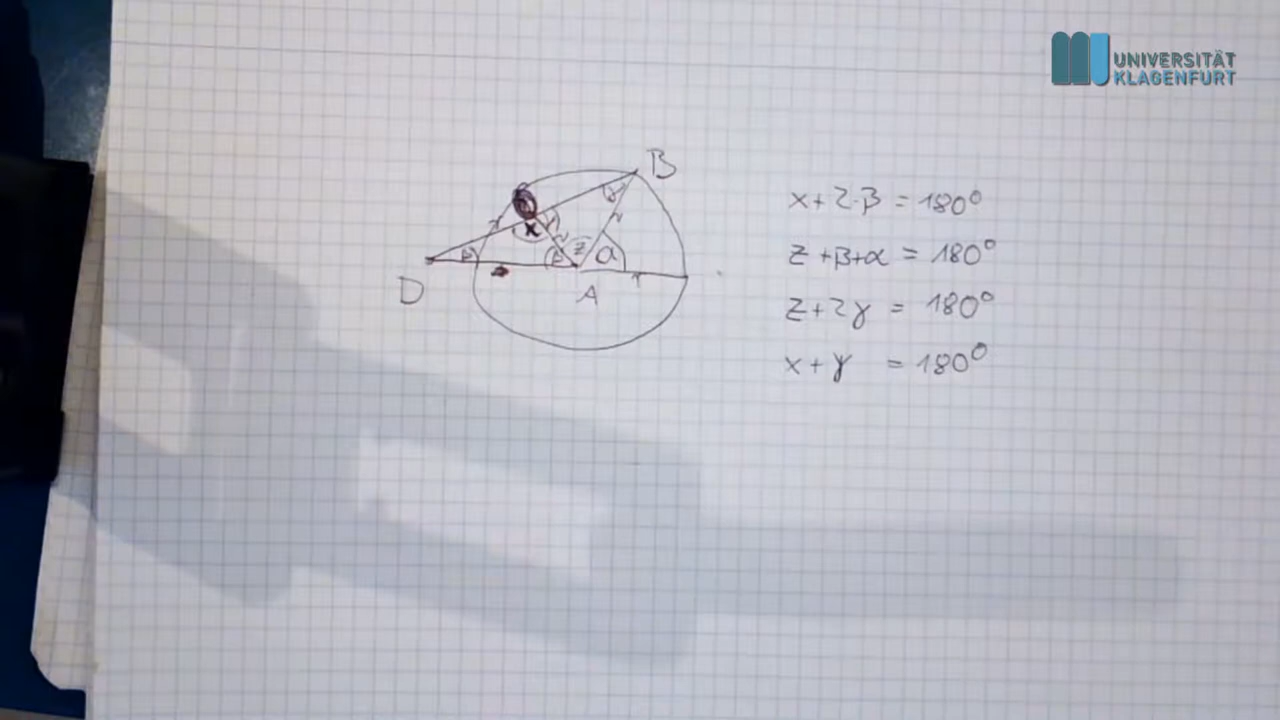 UNIVERSITÄT
KLAGENFURT
B
γ
γ
x
z
β
β
α
D
A
x + 2·β = 180°
z + β + α = 180°
z + 2γ = 180°
x + γ = 180°